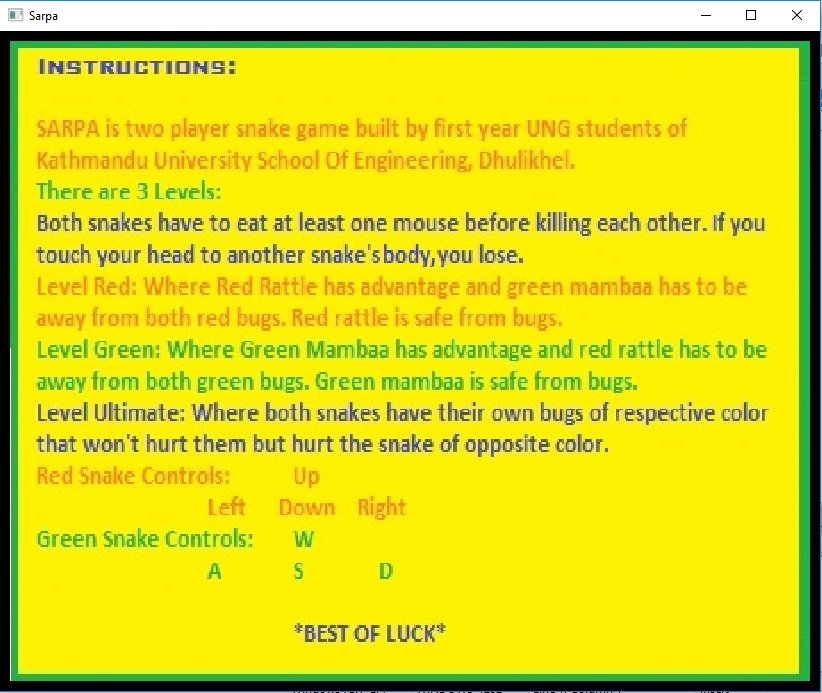 Sarpa
INSTRUCTIONS:
SARPA is two player snake game built by first year UNG students of
Kathmandu University School Of Engineering, Dhulikhel.
There are 3 Levels:
Both snakes have to eat at least one mouse before killing each other. If you
touch your head to another snake's body, you lose.
Level Red: Where Red Rattle has advantage and green mambaa has to be
away from both red bugs. Red rattle is safe from bugs.
Level Green: Where Green Mambaa has advantage and red rattle has to be
away from both green bugs. Green mambaa is safe from bugs.
Level Ultimate: Where both snakes have their own bugs of respective color
that won't hurt them but hurt the snake of opposite color.
Red Snake Controls: Up
Left Down Right
Green Snake Controls: W
A S D
*BEST OF LUCK*